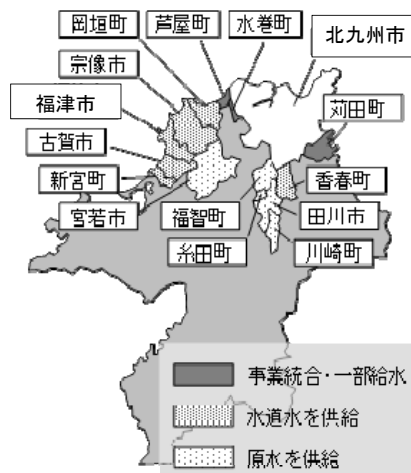 岡垣町 芦屋町 水巻町 北九州市
宗像市
福津市 苅田町
古賀市
新宮町 香春町
宮若市 福智町 田川市
糸田町 川崎町
事業統合・一部給水
水道水を供給
原水を供給